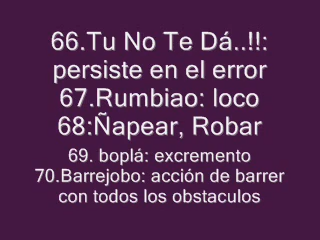 66.Tu No Te Dá..!!:
persiste en el error
67.Rumbiao: loco
68:Ñapear, Robar
69. boplá: excremento
70.Barrejobo: acción de barrer
con todos los obstaculos